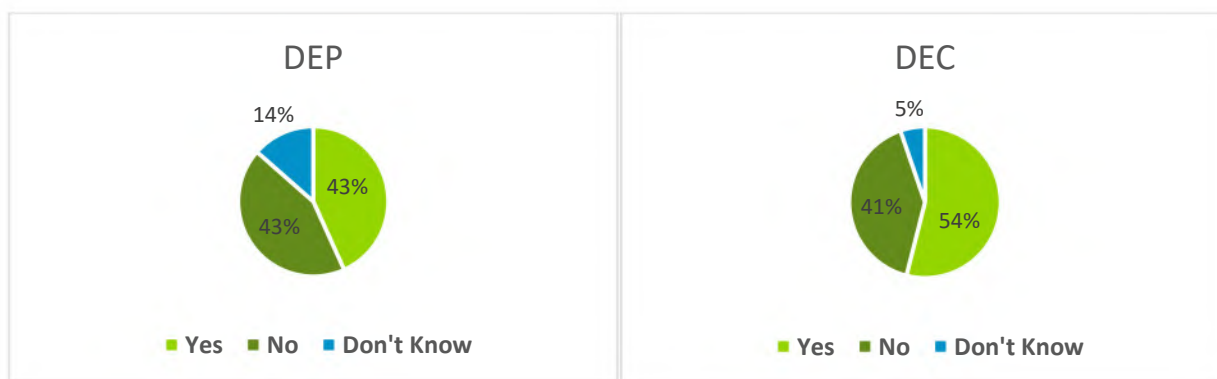 DEP
14%
43%
43%
Yes No Don't Know
DEC
5%
41%
54%
Yes No Don't Know